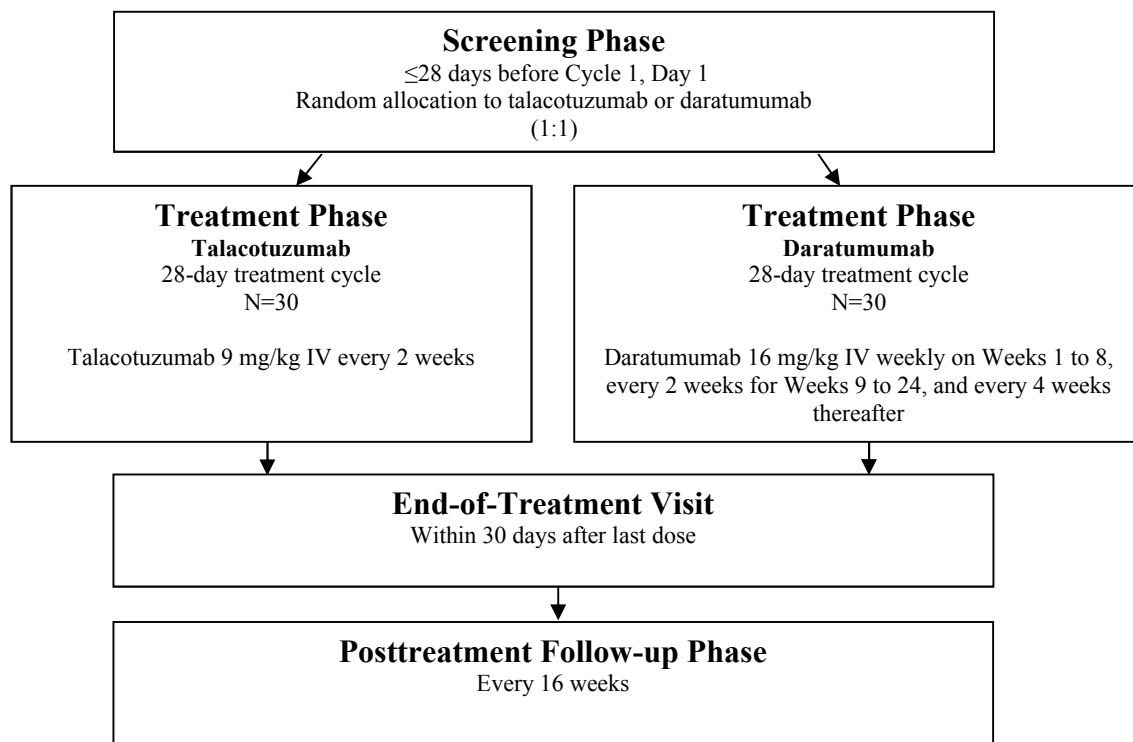 Screening Phase
≤28 days before Cycle 1, Day 1
Random allocation to talacotuzumab or daratumumab
(1:1)
Treatment Phase
Talacotuzumab
28-day treatment cycle
N=30
Talacotuzumab 9 mg/kg IV every 2 weeks
Treatment Phase
Daratumumab
28-day treatment cycle
N=30
Daratumumab 16 mg/kg IV weekly on Weeks 1 to 8,
every 2 weeks for Weeks 9 to 24, and every 4 weeks
thereafter
End-of-Treatment Visit
Within 30 days after last dose
Posttreatment Follow-up Phase
Every 16 weeks